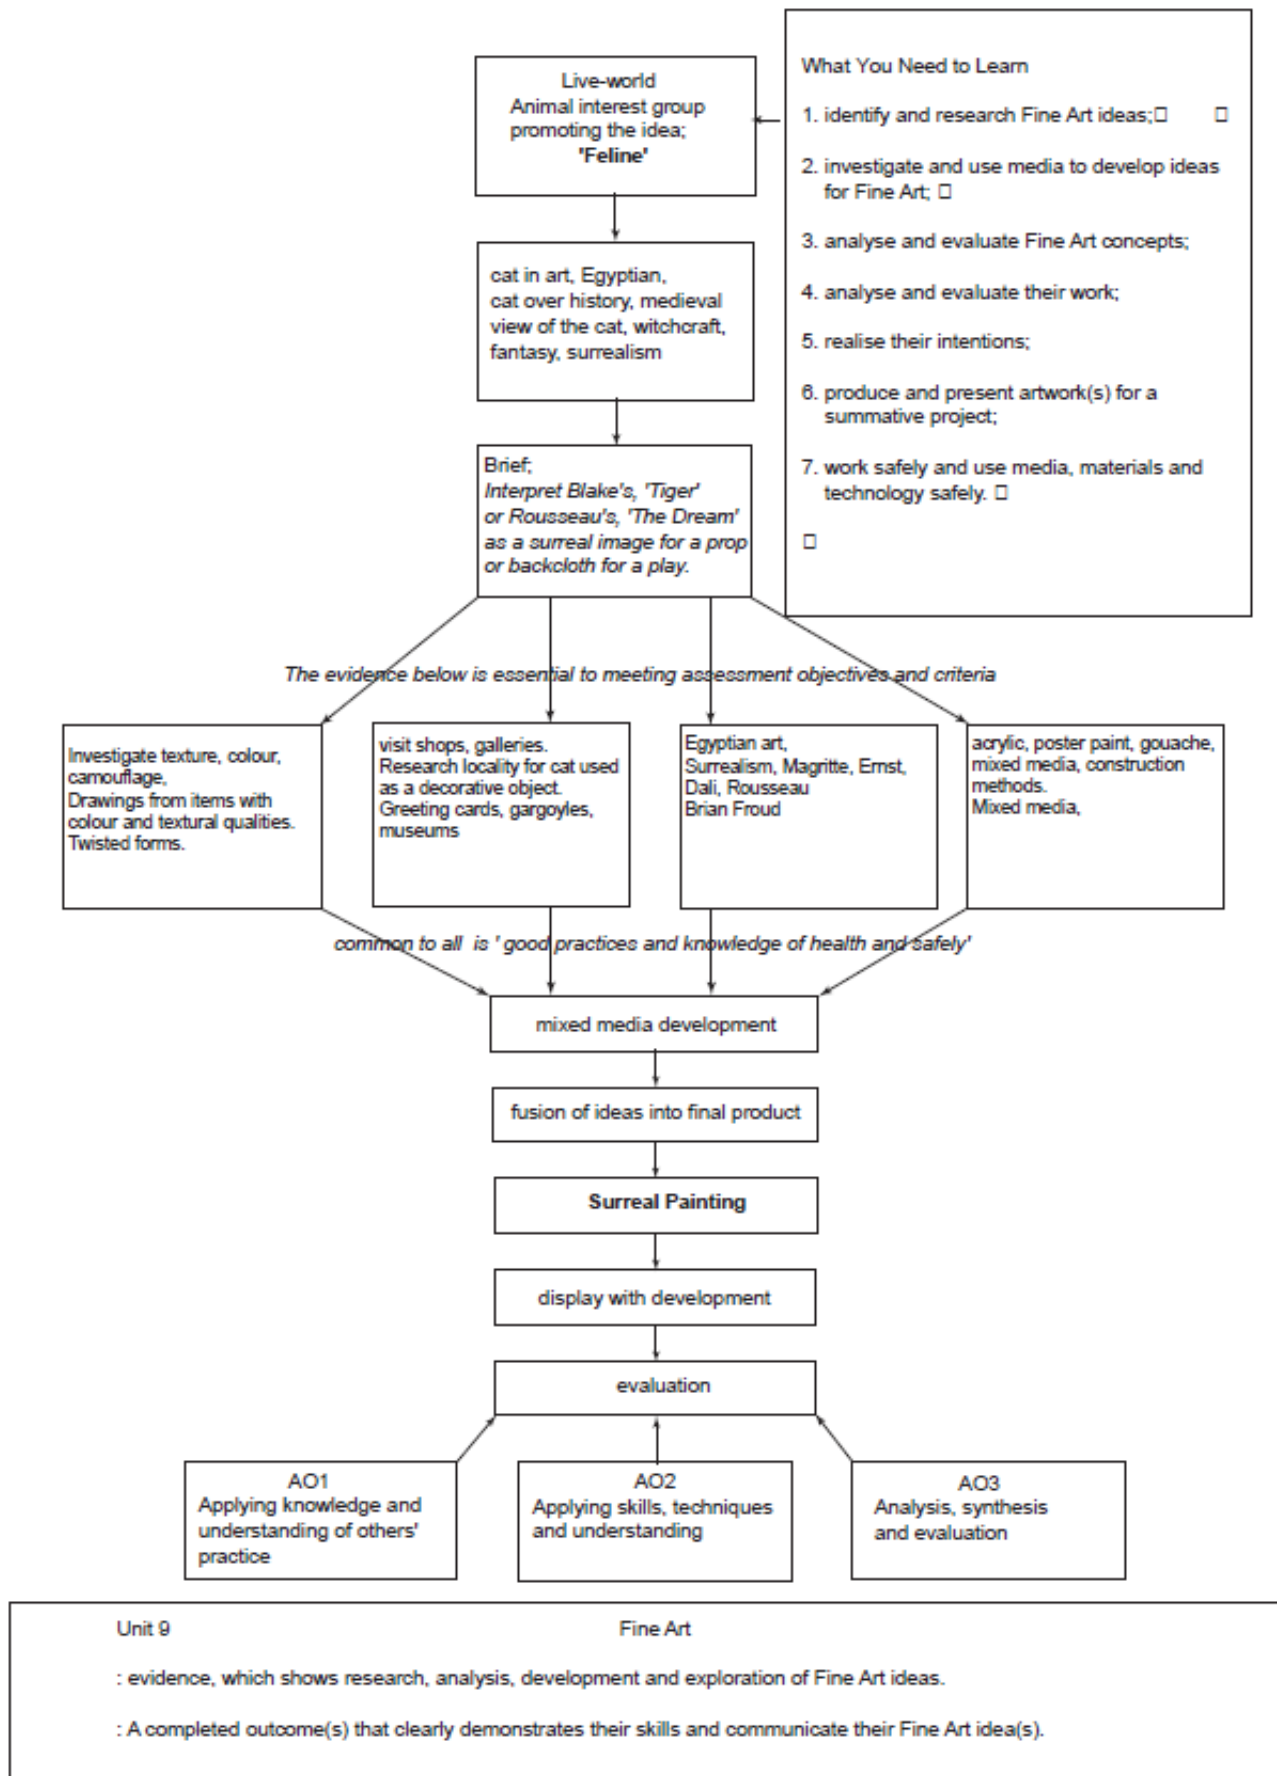 Live-world
Animal interest group
promoting the idea;
'Feline'
What You Need to Learn
1. identify and research Fine Art ideas;□ □
2. investigate and use media to develop ideas
for Fine Art; □
3. analyse and evaluate Fine Art concepts;
4. analyse and evaluate their work;
5. realise their intentions;
6. produce and present artwork(s) for a
summative project;
7. work safely and use media, materials and
technology safely. □
□
cat in art, Egyptian,
cat over history, medieval
view of the cat, witchcraft,
fantasy, surrealism
Brief;
Interpret Blake's, 'Tiger'
or Rousseau's, 'The Dream'
as a surreal image for a prop
or backcloth for a play.
The evidence below is essential to meeting assessment objectives and criteria
Investigate texture, colour,
camouflage,
Drawings from items with
colour and textural qualities.
Twisted forms.
visit shops, galleries.
Research locality for cat used
as a decorative object.
Greeting cards, gargoyles,
museums
Egyptian art,
Surrealism, Magritte, Ernst,
Dali, Rousseau
Brian Froud
acrylic, poster paint, gouache,
mixed media, construction
methods.
Mixed media,
common to all is ' good practices and knowledge of health and safely'
mixed media development
fusion of ideas into final product
Surreal Painting
display with development
evaluation
AO1
Applying knowledge and
understanding of others'
practice
AO2
Applying skills, techniques
and understanding
AO3
Analysis, synthesis
and evaluation
Unit 9 Fine Art
: evidence, which shows research, analysis, development and exploration of Fine Art ideas.
: A completed outcome(s) that clearly demonstrates their skills and communicate their Fine Art idea(s).